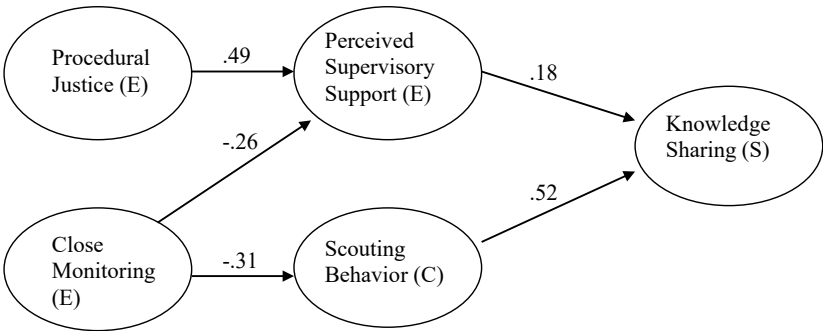 Procedural
Justice (E)
.49
Perceived
Supervisory
Support (E)
.18
Knowledge
Sharing (S)
-.26
.52
Close
Monitoring
(E)
-.31
Scouting
Behavior (C)